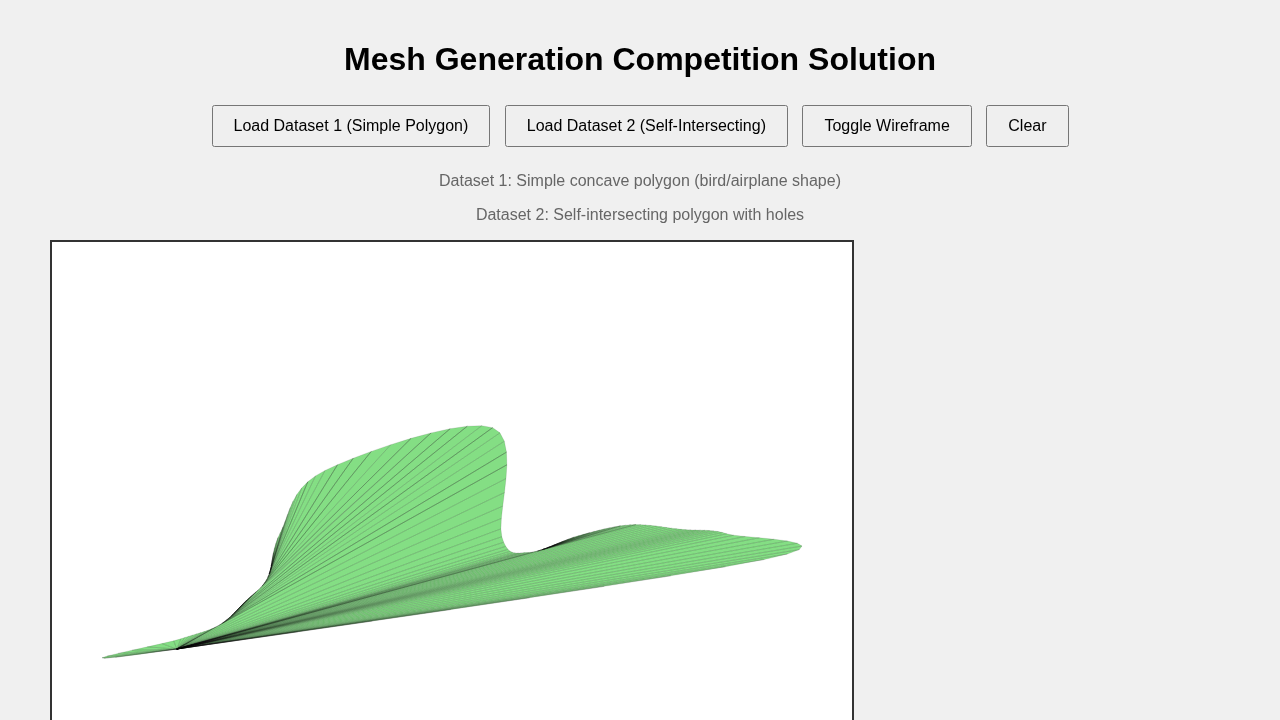 Mesh Generation Competition Solution
Load Dataset 1 (Simple Polygon)
Load Dataset 2 (Self-Intersecting)
Toggle Wireframe
Clear
Dataset 1: Simple concave polygon (bird/airplane shape)
Dataset 2: Self-intersecting polygon with holes